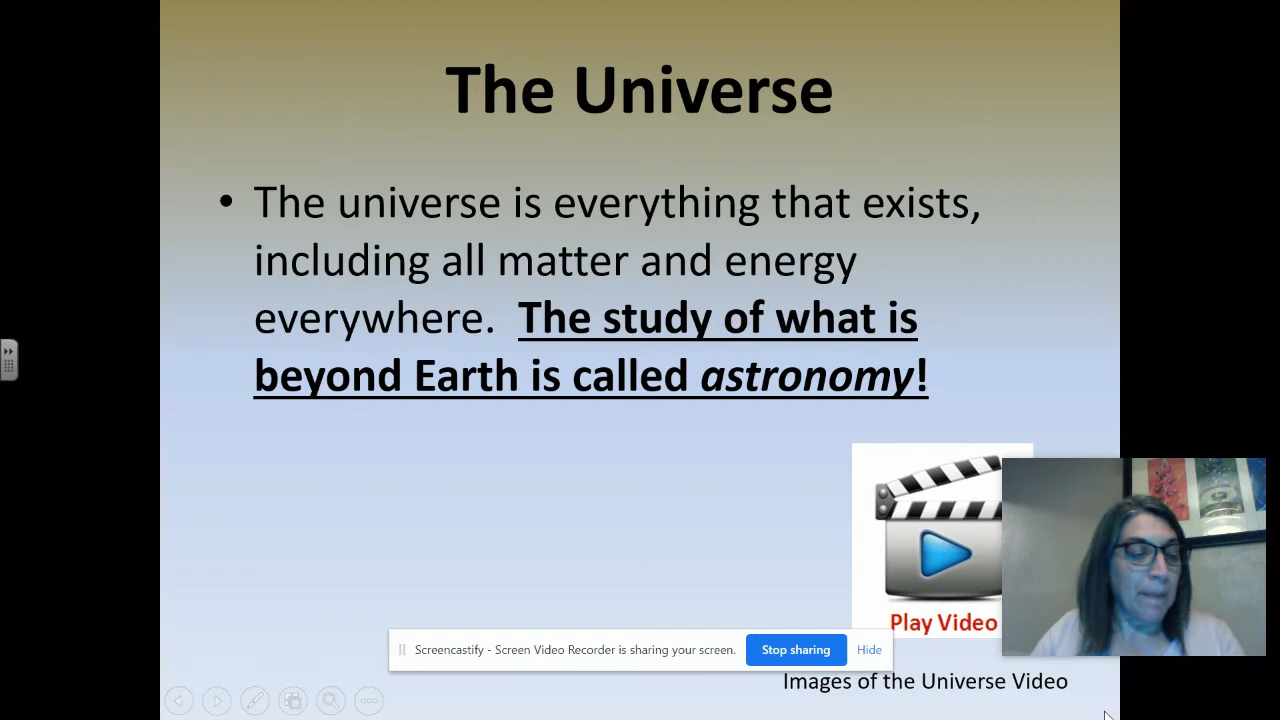 The Universe
• The universe is everything that exists,
including all matter and energy
everywhere. The study of what is
beyond Earth is called astronomy!
Play Video
Screencastify - Screen Video Recorder is sharing your screen.
Stop sharing
Hide
Images of the Universe Video